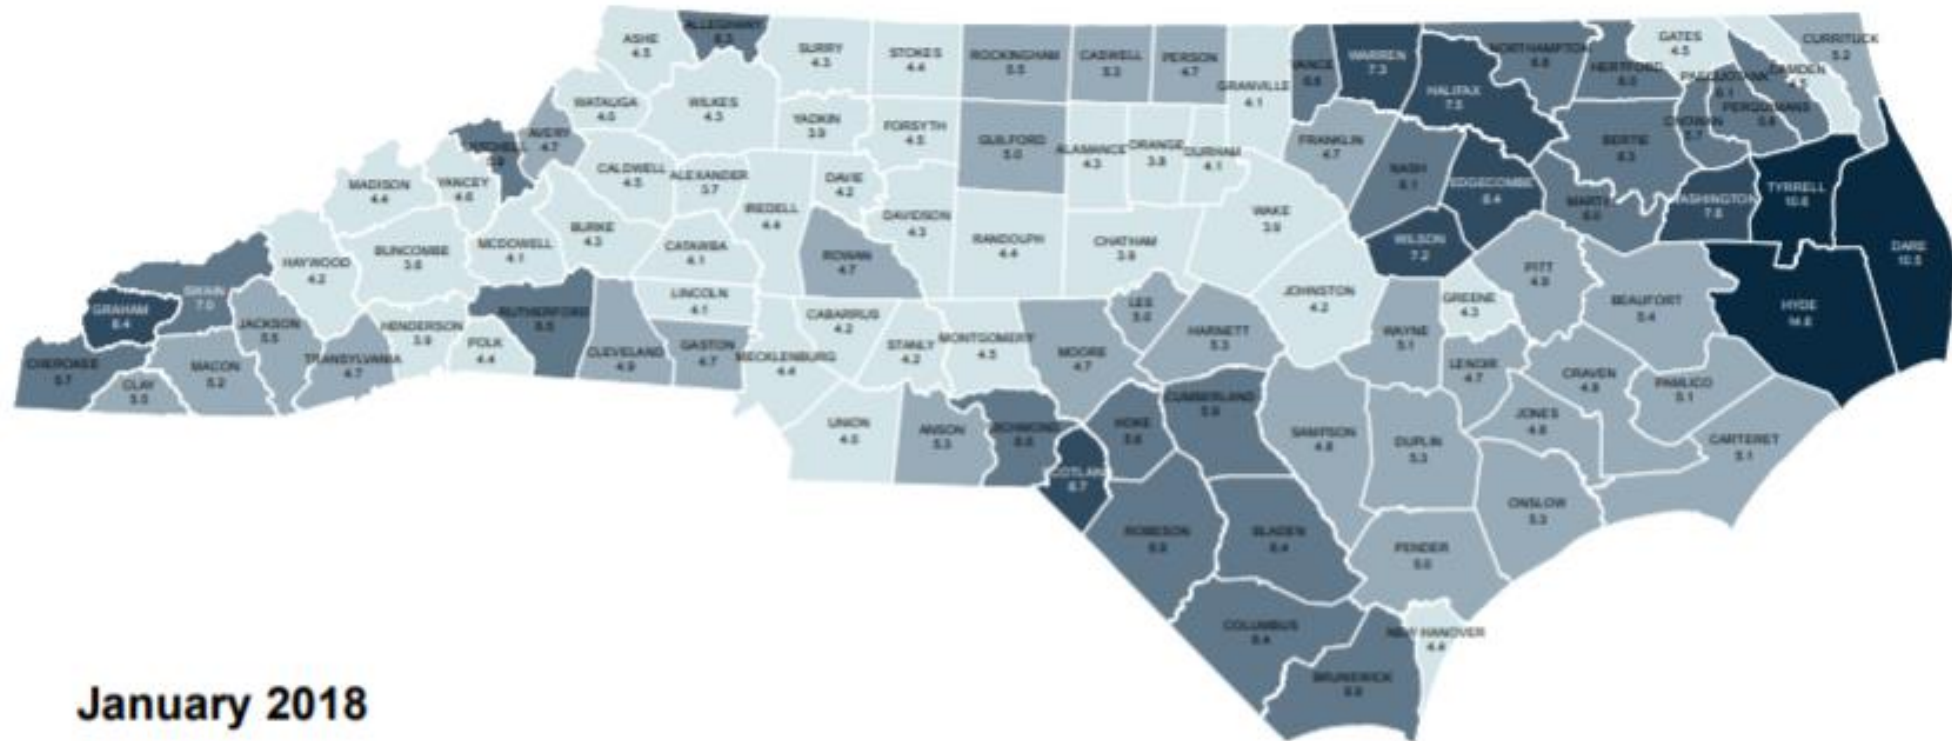 ASHE
4.5
ALLEGHANY
6.3
SURRY
4.3
STOKES
4.4
ROCKINGHAM
5.5
CASWELL
5.3
PERSON
4.7
GRANVILLE
4.1
VANCE
WARREN
7.3
HALIFAX
7.5
NORTHAMPTON
HERTFORD
6.0
GATES
4.5
PASQUOTANK
6.1
CAMDEN
4.5
CURRITUCK
5.2
PERQUIMANS
CHOWAN
5.7
WATAUGA
WILKES
4.3
YADKIN
3.9
FORSYTH
4.5
GUILFORD
5.0
ALAMANCE
4.3
ORANGE
3.8
DURHAM
4.1
FRANKLIN
4.7
NASH
6.1
EDGECOMBE
8.4
BERTIE
6.3
MARTIN
6.0
WASHINGTON
TYRRELL
DARE
10.5
MITCHELL
AVERY
4.7
CALDWELL
4.5
ALEXANDER
3.7
IREDELL
4.4
DAVIE
4.2
DAVIDSON
4.3
RANDOLPH
4.4
CHATHAM
WAKE
WILSON
7.2
MADISON
4.4
YANCEY
4.6
BURKE
4.3
MCDOWELL
4.1
BUNCOMBE
HAYWOOD
4.2
CATAWBA
4.1
ROWAN
4.7
LINCOLN
4.1
SWAIN
7.0
GRAHAM
8.4
CHEROKEE
5.7
CLAY
MACON
5.2
JACKSON
5.5
TRANSYLVANIA
4.7
HENDERSON
3.9
POLK
4.4
RUTHERFORD
CLEVELAND
4.9
GASTON
4.7
MECKLENBURG
4.4
CABARRUS
4.2
STANLY
4.2
MONTGOMERY
4.5
MOORE
4.7
LEE
HARNETT
5.3
JOHNSTON
4.2
GREENE
4.3
PITT
4.9
BEAUFORT
5.4
HYDE
14.6
WAYNE
5.1
LENOIR
4.7
CRAVEN
4.8
PAMLICO
5.1
JONES
4.8
CARTERET
5.1
UNION
ANSON
5.3
RICHMOND
SCOTLAND
HOKE
CUMBERLAND
5.9
SAMPSON
4.8
DUPLIN
5.3
ONSLOW
5.3
ROBESON
BLADEN
6.4
PENDER
5.0
COLUMBUS
BRUNSWICK
NEW HANOVER
4.4
January 2018